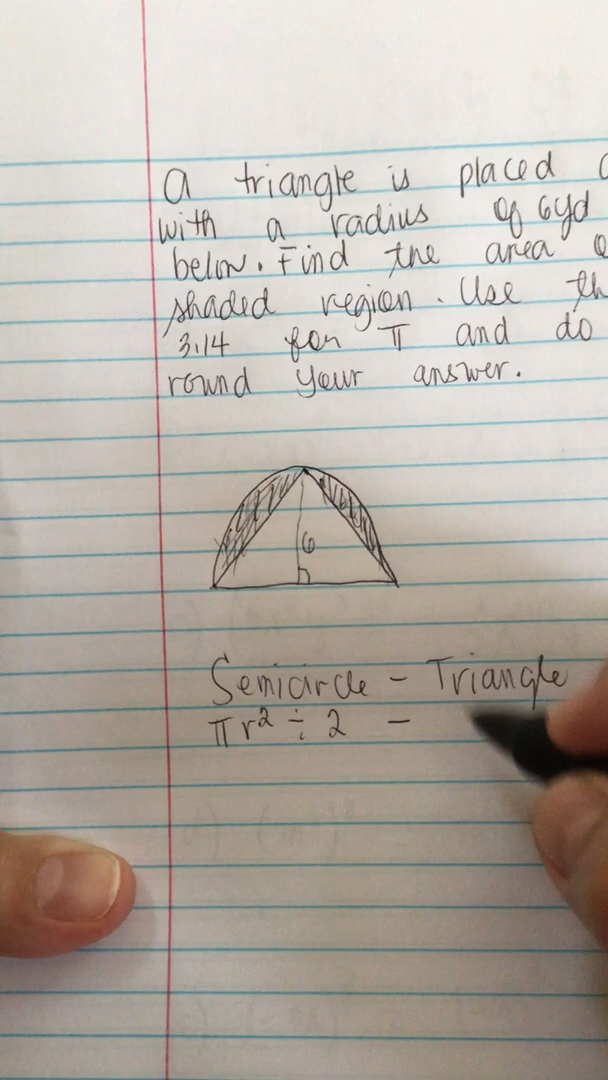 A triangle is placed
with a radius of 6yd
below. Find the area
shaded region. Use
3.14 for π and do
round your answer.
6
Semicircle - Triangle
πr² ÷ 2 -